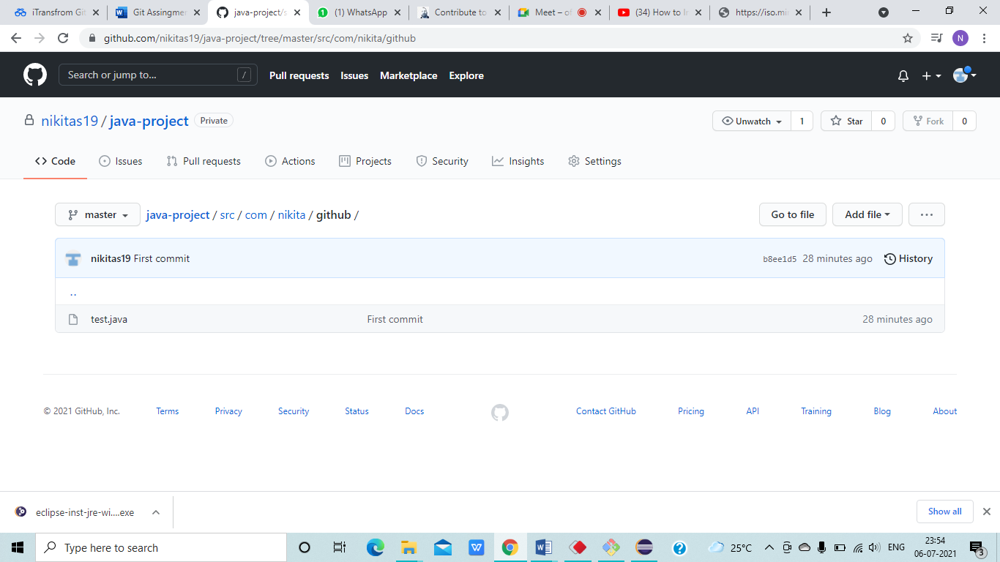 iTransfrom Git
Git Assingmen
java-project/s
(1) WhatsApp
Contribute to
Meet – of
(34) How to In
https://iso.mi
github.com/nikitas19/java-project/tree/master/src/com/nikita/github
N
Search or jump to...
/
Pull requests
Issues
Marketplace
Explore
nikitas19 / java-project
Private
Unwatch
1
Star
0
Fork
0
Code
Issues
Pull requests
Actions
Projects
Security
Insights
Settings
master
java-project / src / com / nikita / github /
Go to file
Add file
...
nikitas19 First commit
b8ee1d5 28 minutes ago
History
..
test.java
First commit
28 minutes ago
© 2021 GitHub, Inc.
Terms
Privacy
Security
Status
Docs
Contact GitHub
Pricing
API
Training
Blog
About
eclipse-inst-jre-wi....exe
Show all
Type here to search
25°C
ENG
23:54
06-07-2021
3